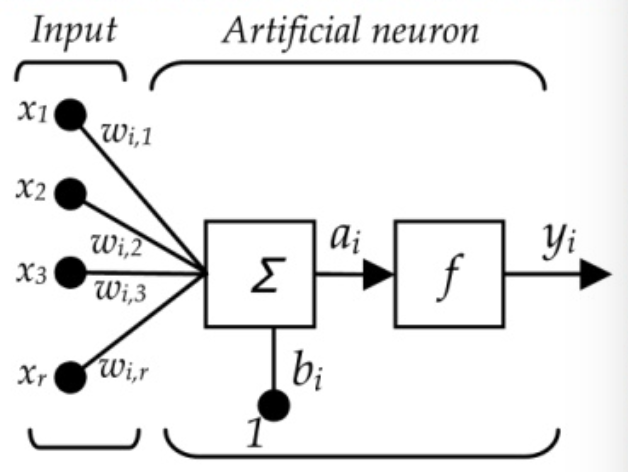 Input
Artificial neuron
x1
wi,1
x2
wi,2
x3
wi,3
xr
wi,r
Σ
ai
f
yi
bi
1